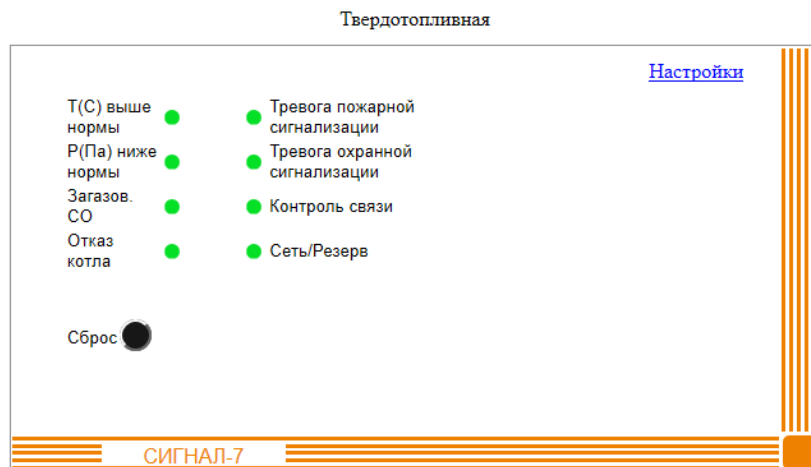 Твердотопливная
Настройки
T(C) выше
нормы
Тревога пожарной
сигнализации
P(Па) ниже
нормы
Тревога охранной
сигнализации
Загазов.
CO
Контроль связи
Отказ
котла
Сеть/Резерв
Сброс
СИГНАЛ-7